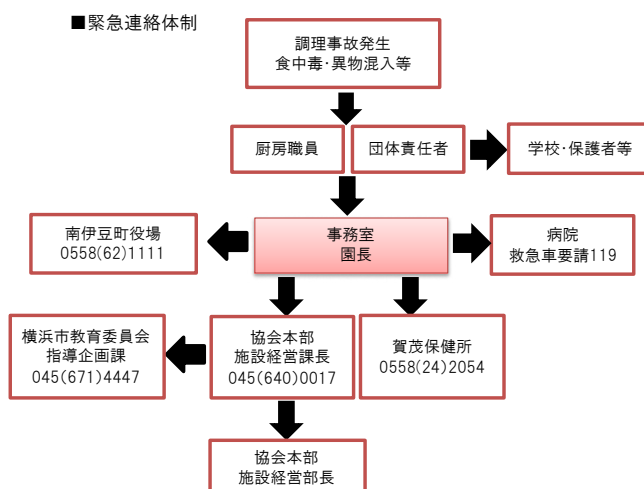 ■緊急連絡体制
調理事故発生
食中毒・異物混入等
厨房職員
団体責任者
学校・保護者等
南伊豆町役場
0558(62)1111
事務室
園長
病院
救急車要請119
横浜市教育委員会
指導企画課
045(671)4447
協会本部
施設経営課長
045(640)0017
賀茂保健所
0558(24)2054
協会本部
施設経営部長